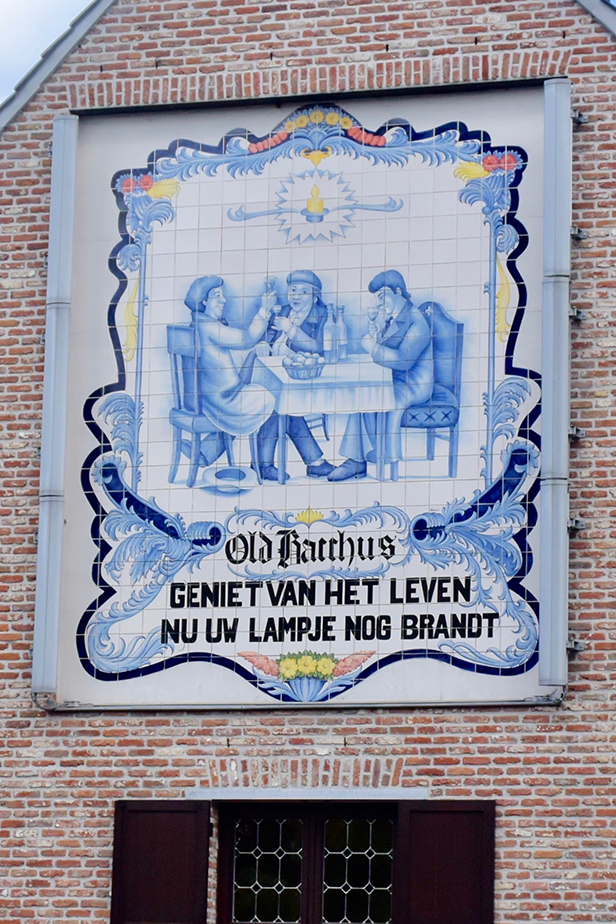 Old Bacchus
GENIET VAN HET LEVEN
NU UW LAMPJE NOG BRANDT